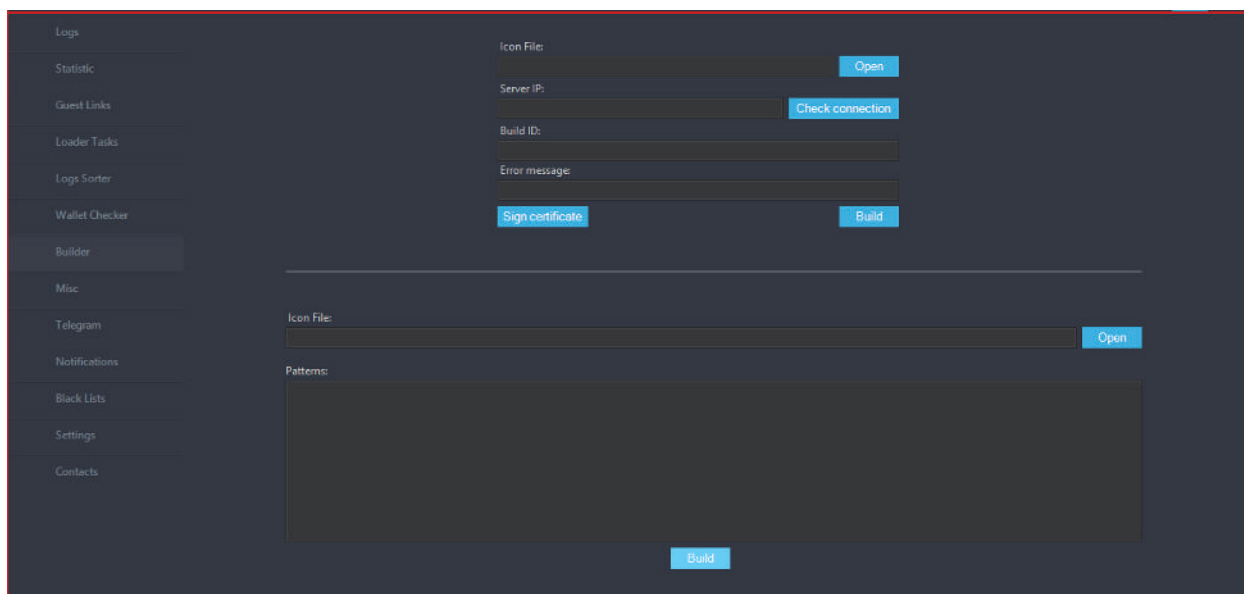 Logs
Statistic
Guest Links
Loader Tasks
Logs Sorter
Wallet Checker
Builder
Misc
Telegram
Notifications
Black Lists
Settings
Contacts
Icon File:
Open
Server IP:
Check connection
Build ID:
Error message:
Sign certificate
Build
Icon File:
Open
Patterns:
Build